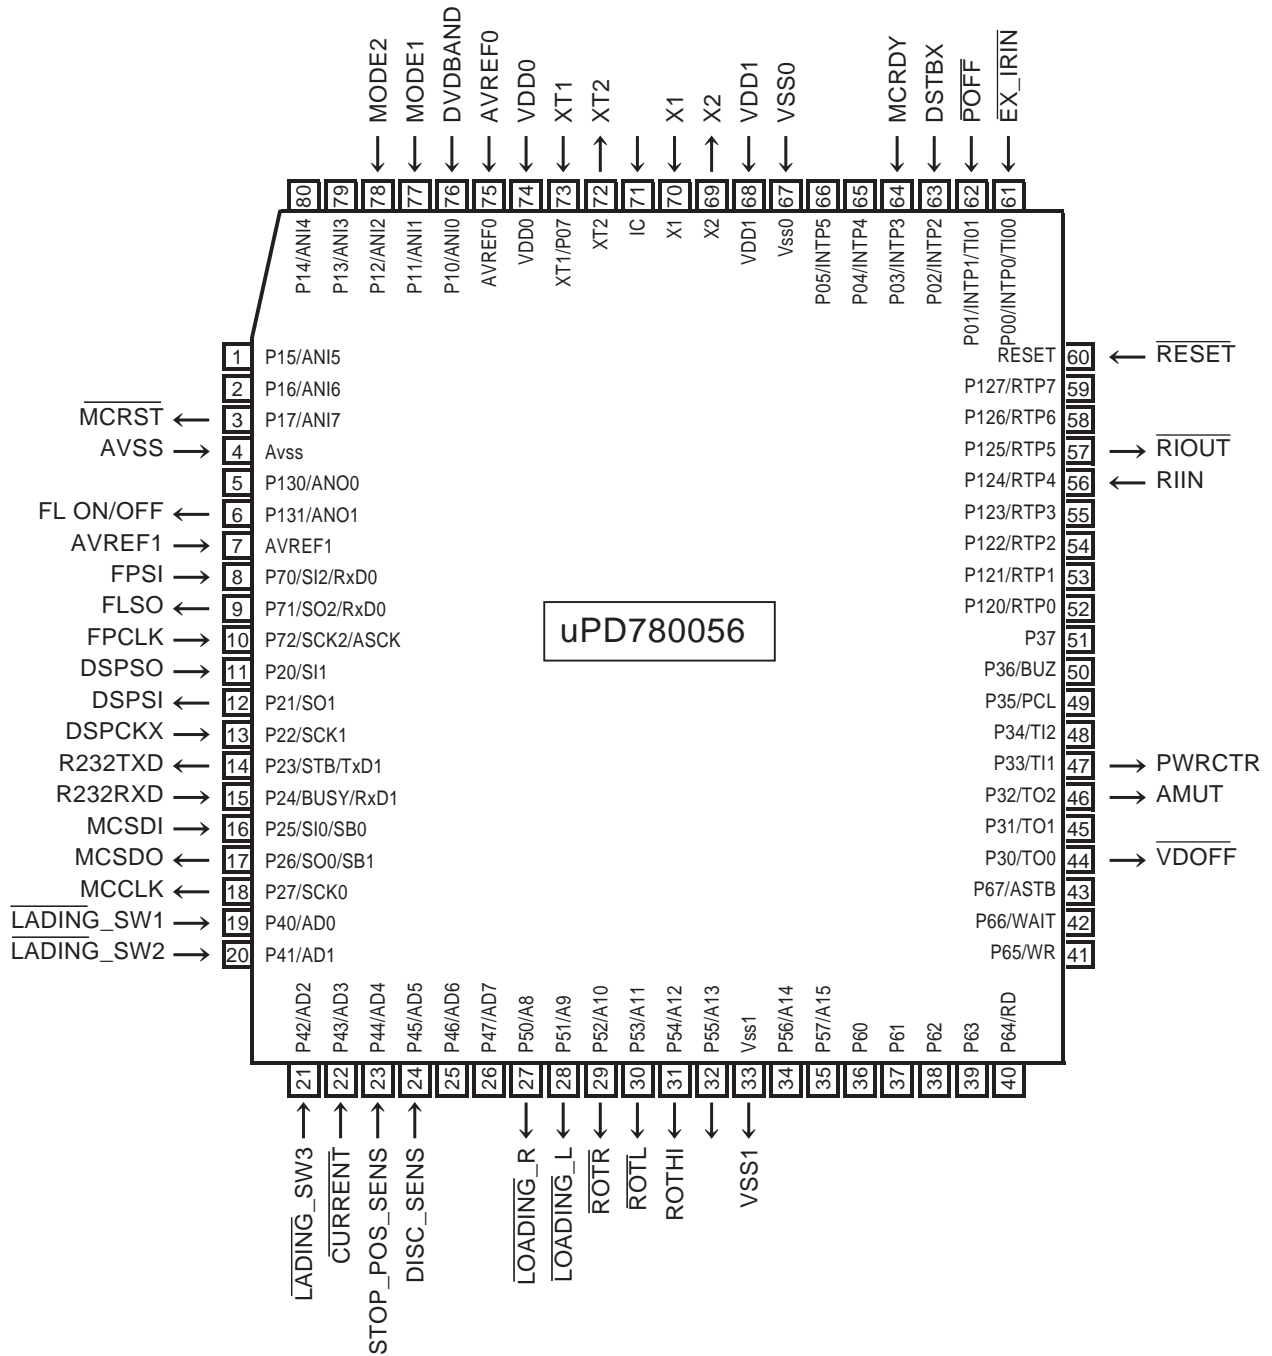 MODE2
MODE1
DVDBAND
AVREF0
VDD0
XT1
XT2
X1
X2
VDD1
VSS0
MCRDY
DSTBX
POFF
EX_IRIN
80
79
78
77
76
75
74
73
72
71
70
69
68
67
66
65
64
63
62
61
P14/ANI4
P13/ANI3
P12/ANI2
P11/ANI1
P10/ANI0
AVREF0
VDD0
XT1/P07
XT2
IC
X1
X2
VDD1
Vss0
P05/INTP5
P04/INTP4
P03/INTP3
P02/INTP2
P01/INTP1/TI01
P00/INTP0/TI00
1 P15/ANI5
2 P16/ANI6
MCRST 3 P17/ANI7
AVSS 4 Avss
5 P130/ANO0
FL ON/OFF 6 P131/ANO1
AVREF1 7 AVREF1
FPSI 8 P70/SI2/RxD0
FLSO 9 P71/SO2/RxD0
FPCLK 10 P72/SCK2/ASCK
DSPSO 11 P20/SI1
DSPSI 12 P21/SO1
DSPCKX 13 P22/SCK1
R232TXD 14 P23/STB/TxD1
R232RXD 15 P24/BUSY/RxD1
MCSDI 16 P25/SI0/SB0
MCSDO 17 P26/SO0/SB1
MCCLK 18 P27/SCK0
LADING_SW1 19 P40/AD0
LADING_SW2 20 P41/AD1
uPD780056
RESET 60 RESET
P127/RTP7 59
P126/RTP6 58
P125/RTP5 57 RIOUT
P124/RTP4 56 RIIN
P123/RTP3 55
P122/RTP2 54
P121/RTP1 53
P120/RTP0 52
P37 51
P36/BUZ 50
P35/PCL 49
P34/TI2 48
P33/TI1 47 PWRCTR
P32/TO2 46 AMUT
P31/TO1 45
P30/TO0 44 VDOFF
P67/ASTB 43
P66/WAIT 42
P65/WR 41
P42/AD2
P43/AD3
P44/AD4
P45/AD5
P46/AD6
P47/AD7
P50/A8
P51/A9
P52/A10
P53/A11
P54/A12
P55/A13
Vss1
P56/A14
P57/A15
P60
P61
P62
P63
P64/RD
21
22
23
24
25
26
27
28
29
30
31
32
33
34
35
36
37
38
39
40
LADING_SW3
CURRENT
STOP_POS_SENS
DISC_SENS
LOADING_R
LOADING_L
ROTR
ROTL
ROTHI
VSS1